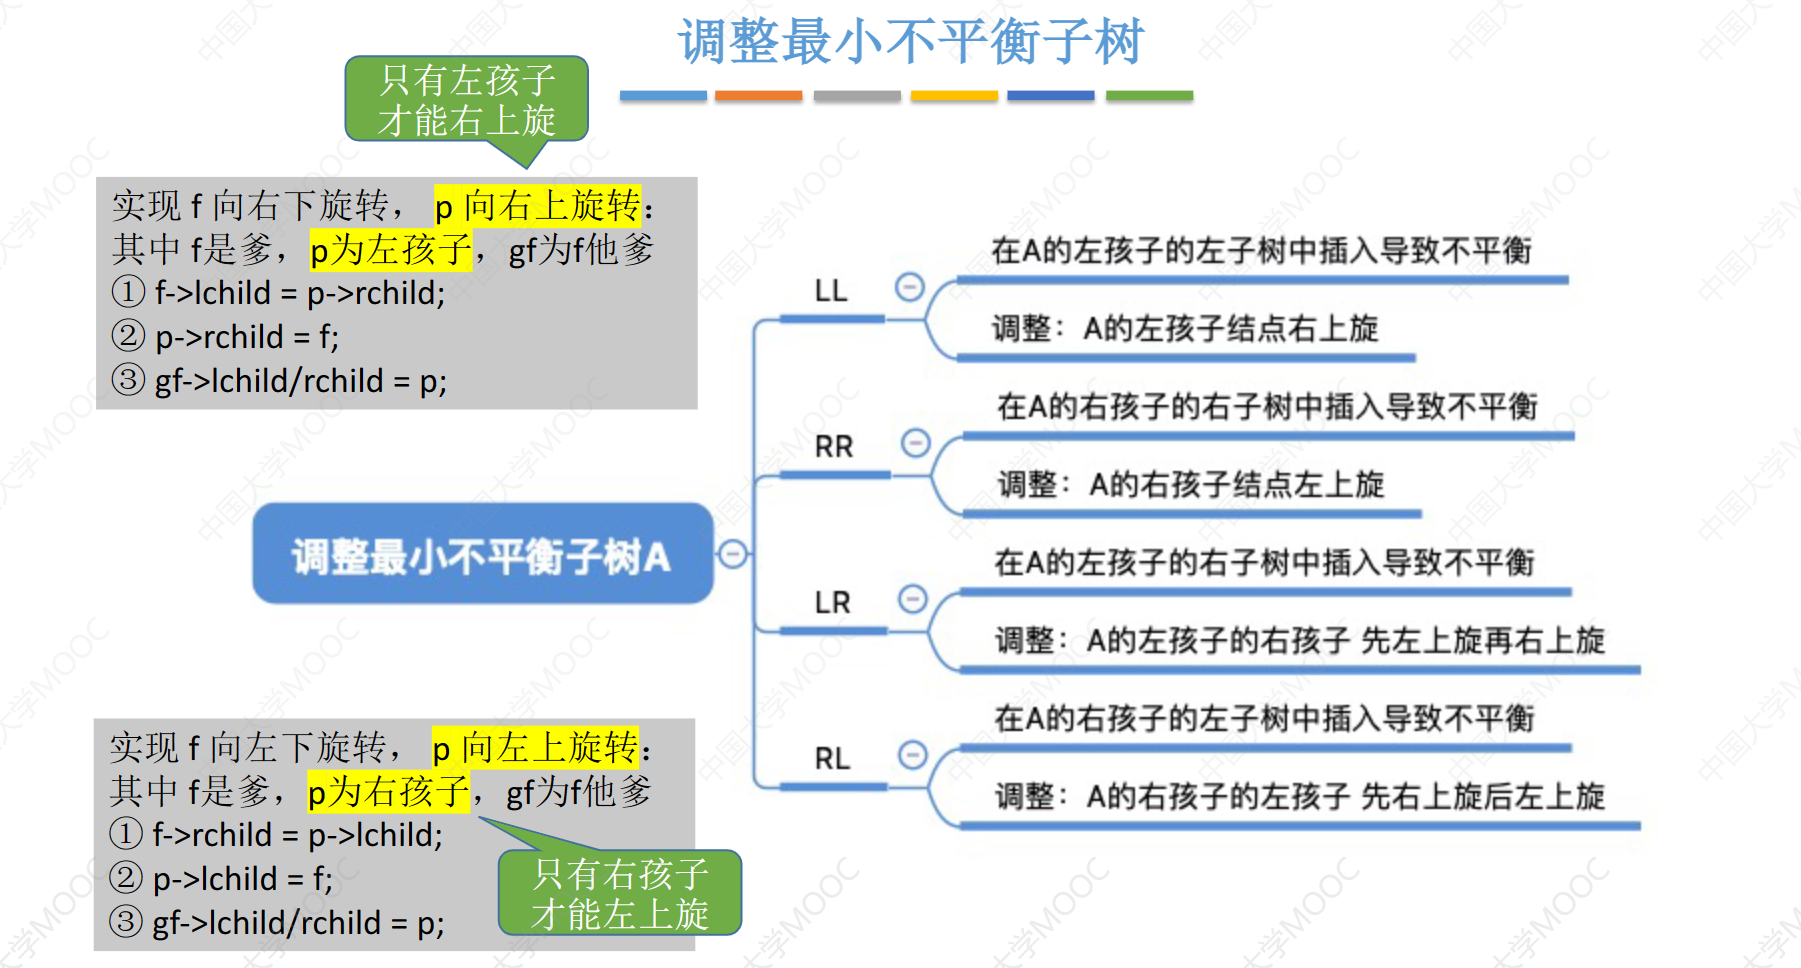 调整最小不平衡子树
只有左孩子
才能右上旋
实现 f 向右下旋转， p 向右上旋转：
其中 f是爹，p为左孩子，gf为f他爹
① f->lchild = p->rchild;
② p->rchild = f;
③ gf->lchild/rchild = p;
调整最小不平衡子树A
LL
在A的左孩子的左子树中插入导致不平衡
调整：A的左孩子结点右上旋
RR
在A的右孩子的右子树中插入导致不平衡
调整：A的右孩子结点左上旋
LR
在A的左孩子的右子树中插入导致不平衡
调整：A的左孩子的右孩子 先左上旋再右上旋
RL
在A的右孩子的左子树中插入导致不平衡
调整：A的右孩子的左孩子 先右上旋后左上旋
实现 f 向左下旋转， p 向左上旋转：
其中 f是爹，p为右孩子，gf为f他爹
① f->rchild = p->lchild;
② p->lchild = f;
③ gf->lchild/rchild = p;
只有右孩子
才能左上旋
中国大学MOOC